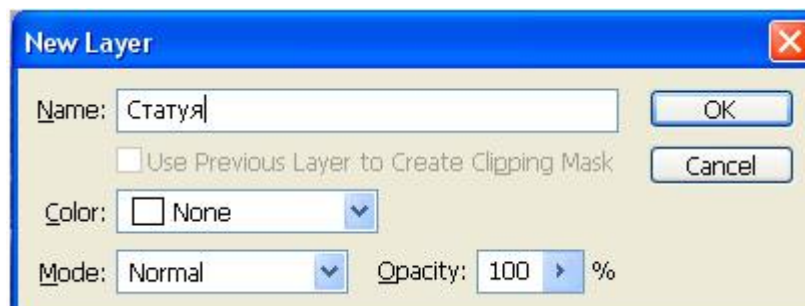 New Layer
Name: Статуя OK
Use Previous Layer to Create Clipping Mask Cancel
Color: None
Mode: Normal Opacity: 100 %